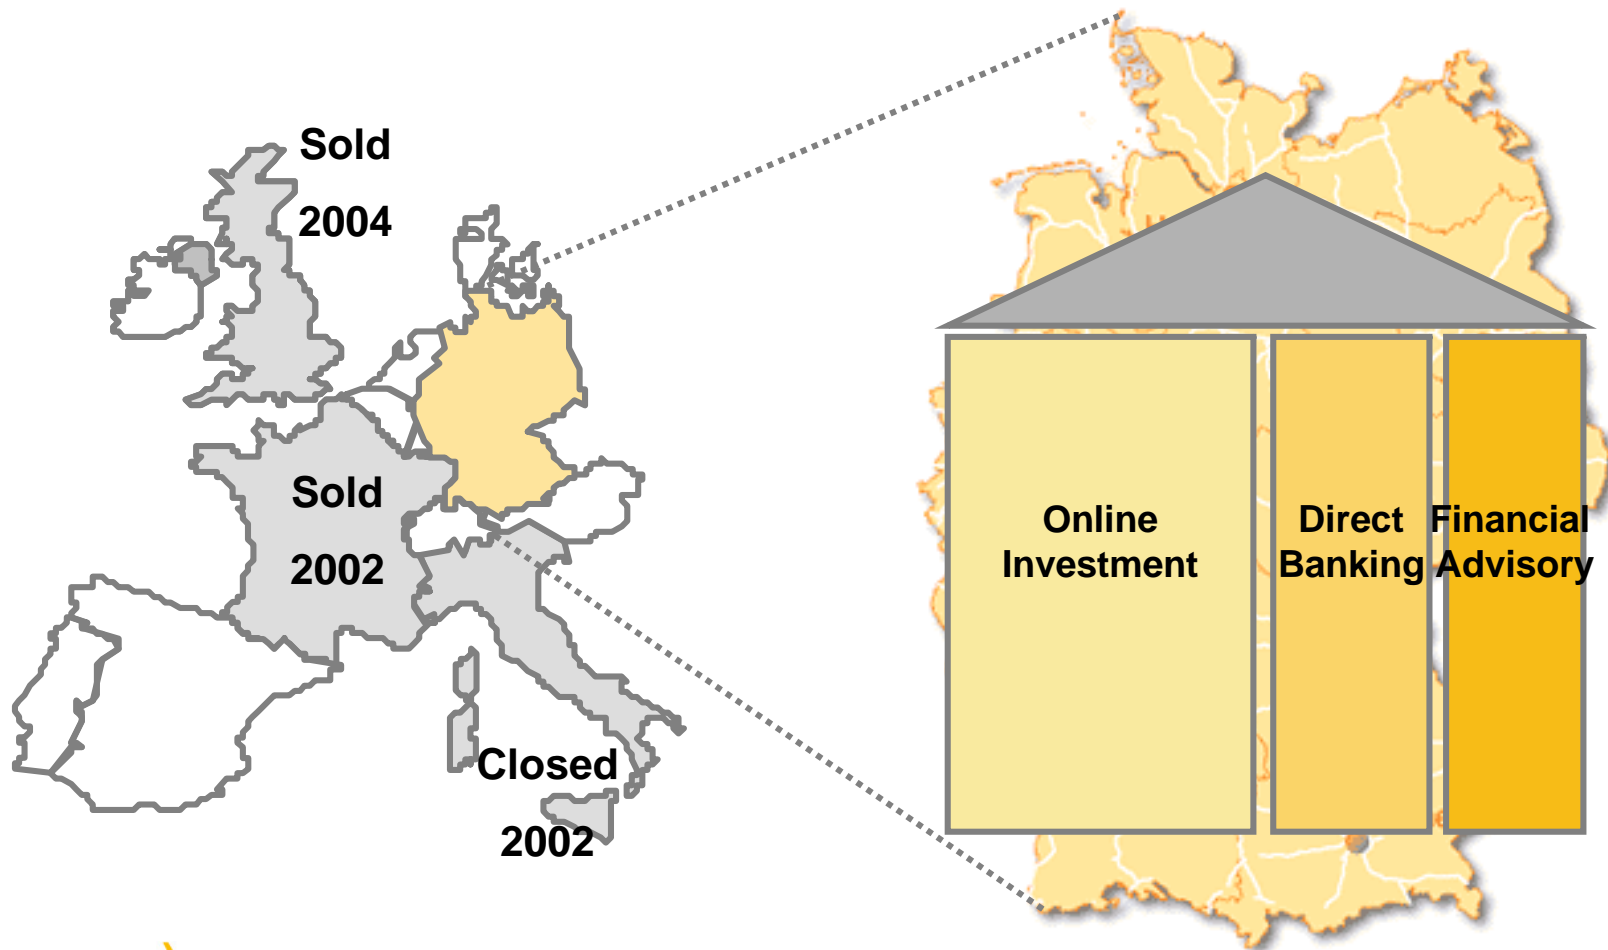 Sold
2004
Sold
2002
Closed
2002
Online
Investment
Direct
Banking
Financial
Advisory